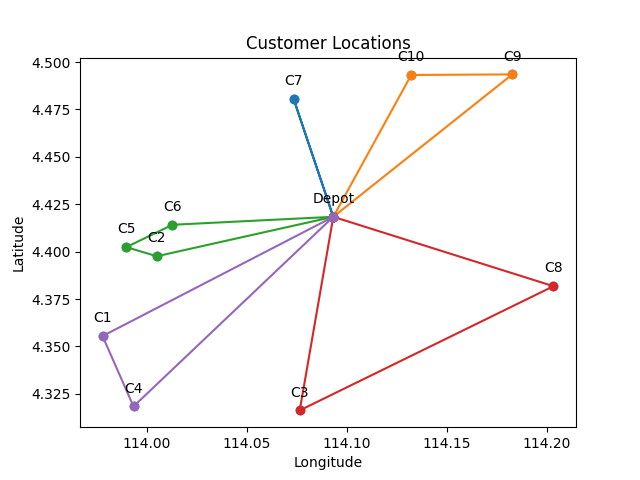 Customer Locations
4.500
4.475
4.450
4.425
4.400
4.375
4.350
4.325
Latitude
C10
C9
C7
Depot
C6
C5
C2
C8
C1
C4
C3
114.00
114.05
114.10
114.15
114.20
Longitude